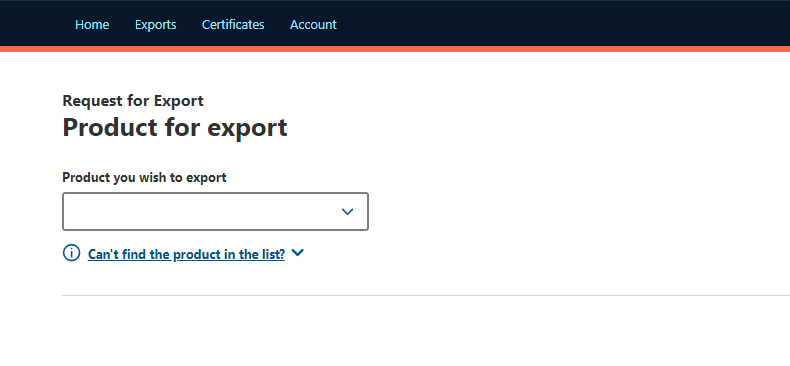 Home Exports Certificates Account
Request for Export
Product for export
Product you wish to export
Can't find the product in the list?